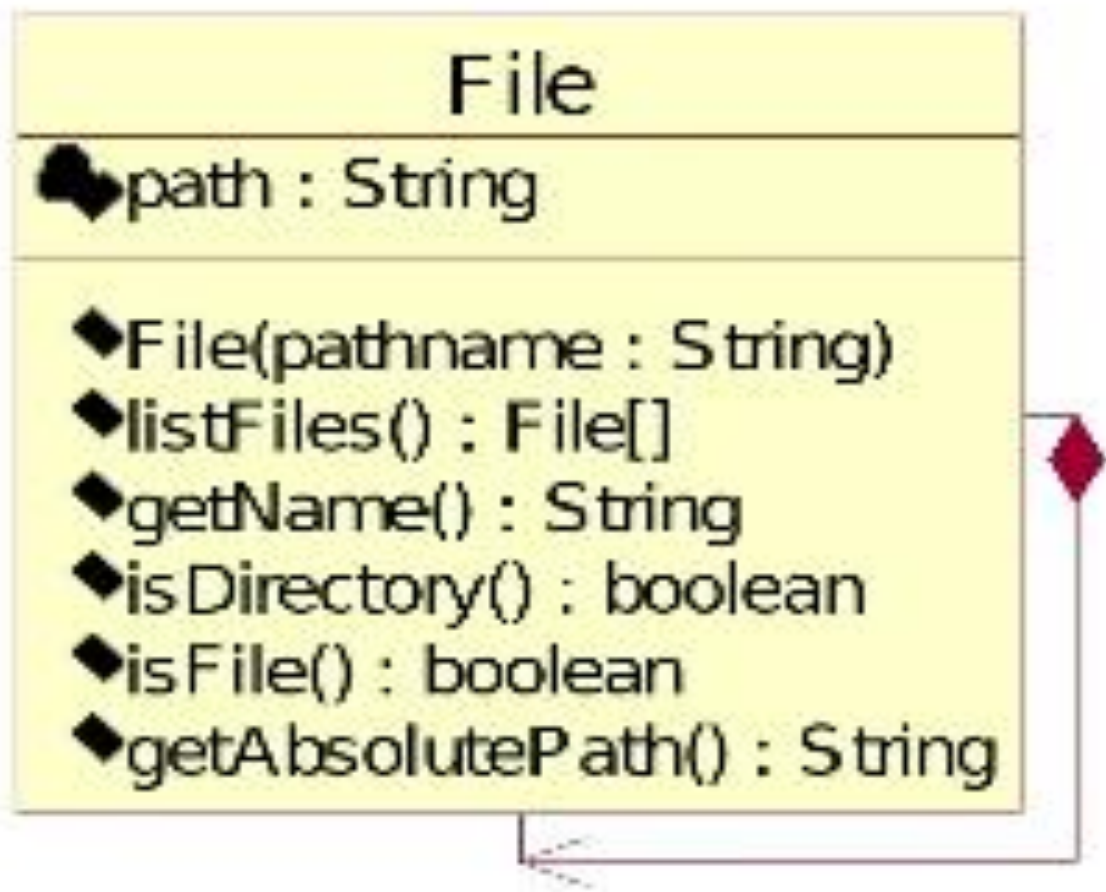 File
path : String
File(pathname : String)
listFiles() : File[]
getName() : String
isDirectory() : boolean
isFile() : boolean
getAbsolutePath() : String